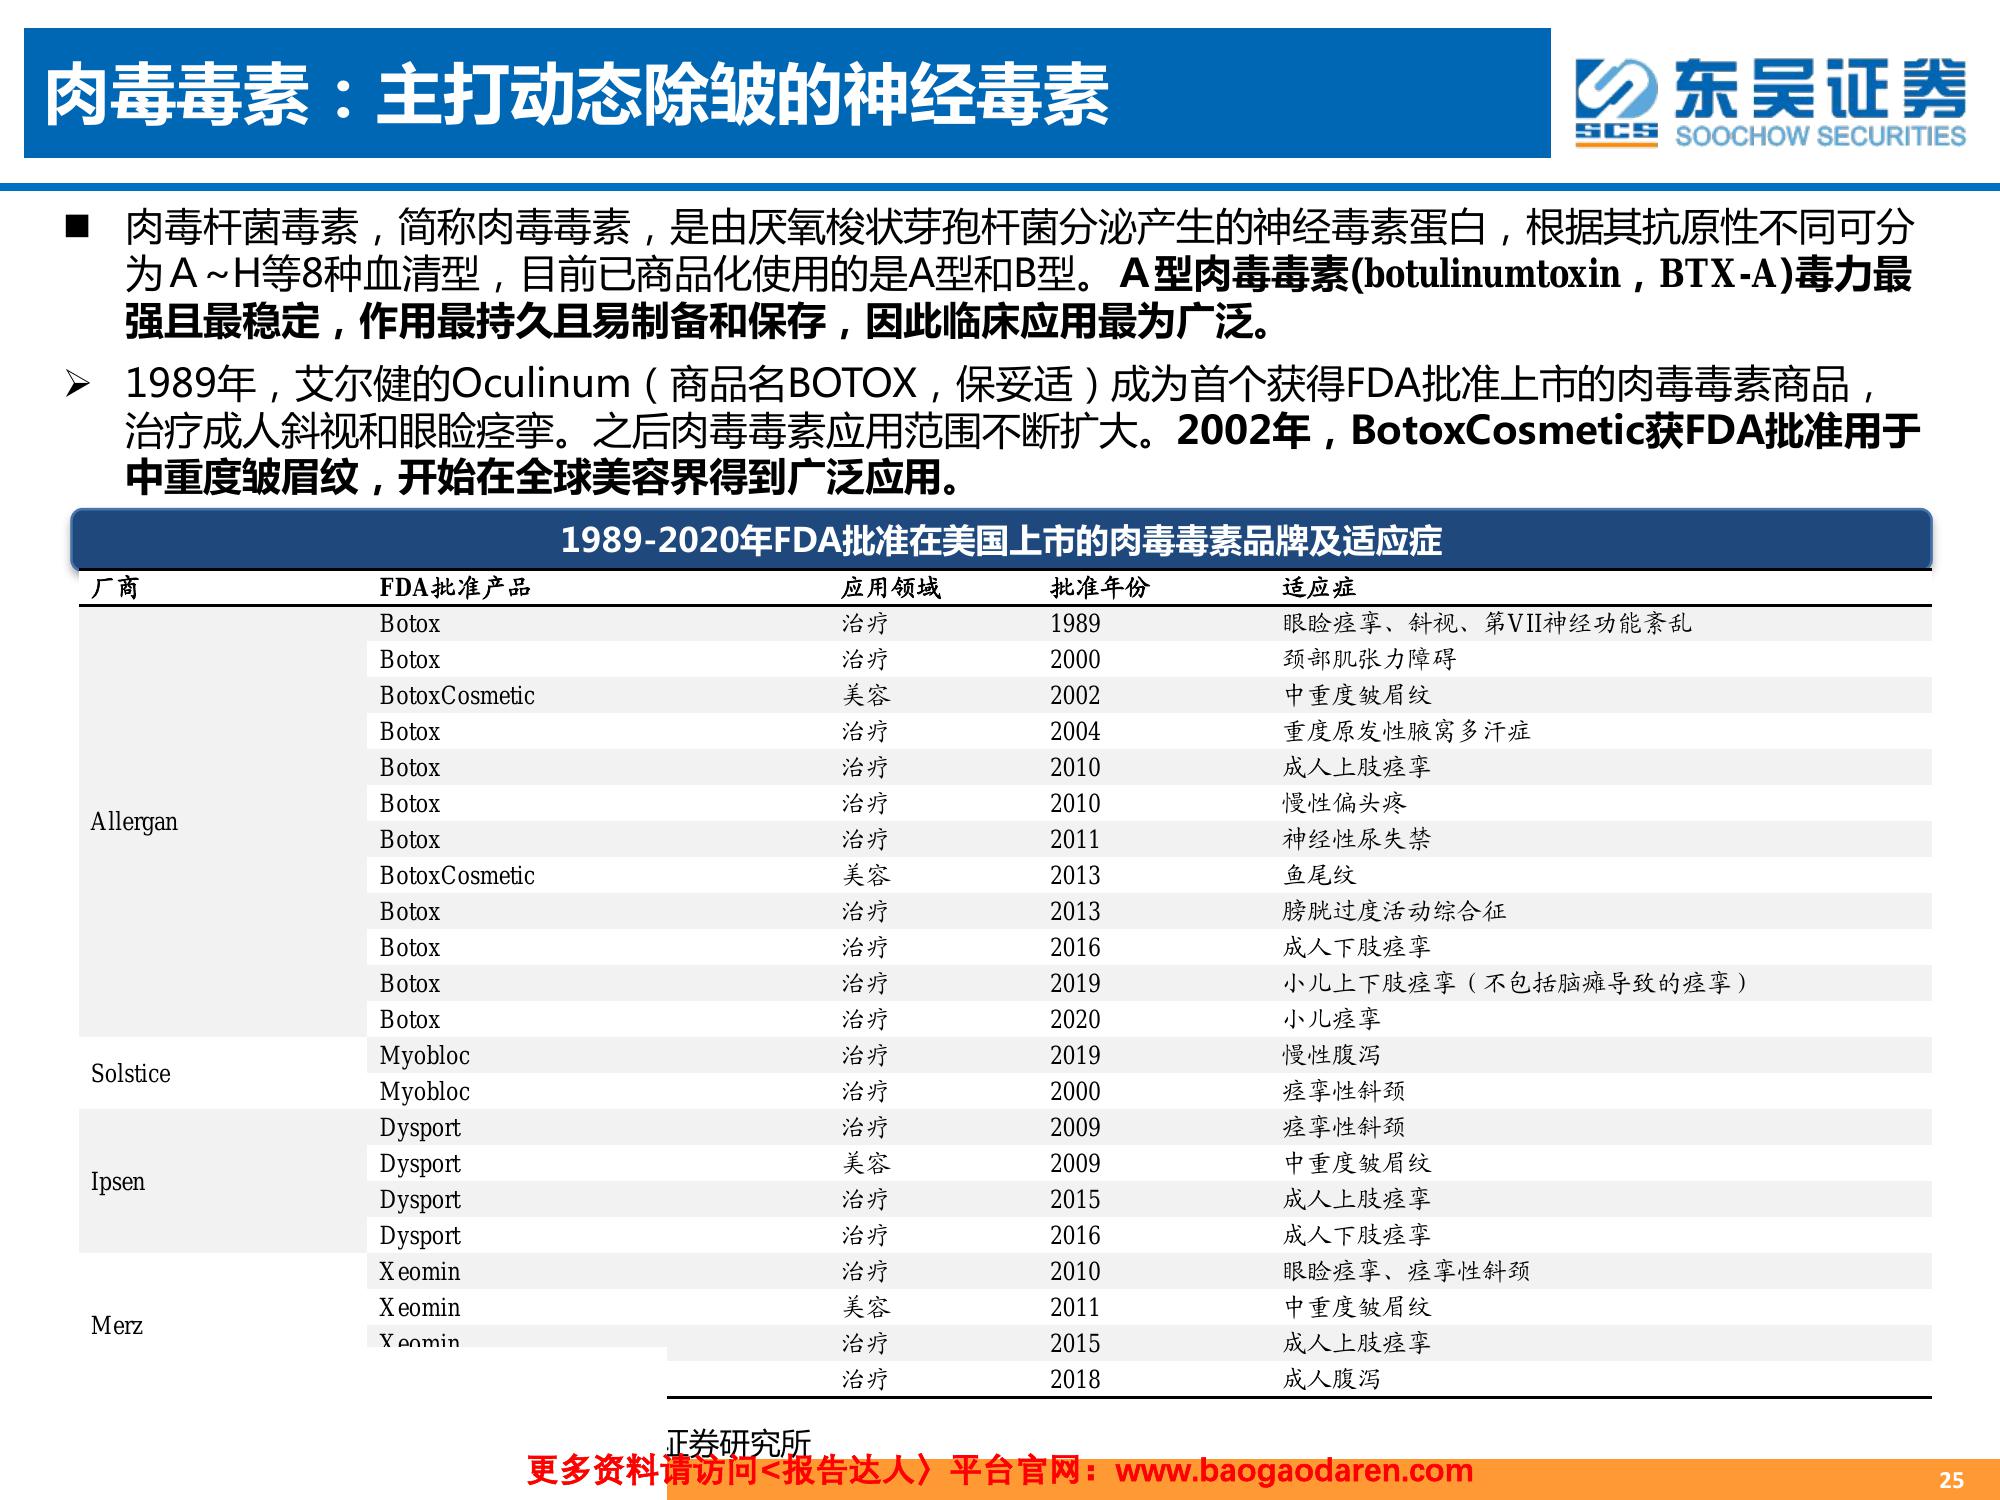 肉毒毒素：主打动态除皱的神经毒素
SCS
东吴证券
SOOCHOW SECURITIES
■ 肉毒杆菌毒素，简称肉毒毒素，是由厌氧梭状芽孢杆菌分泌产生的神经毒素蛋白，根据其抗原性不同可分
为A~H等8种血清型，目前已商品化使用的是A型和B型。A型肉毒毒素(botulinumtoxin，BTX-A)毒力最
强且最稳定，作用最持久且易制备和保存，因此临床应用最为广泛。
➢ 1989年，艾尔健的Oculinum（商品名BOTOX，保妥适）成为首个获得FDA批准上市的肉毒毒素商品，
治疗成人斜视和眼睑痉挛。之后肉毒毒素应用范围不断扩大。2002年，BotoxCosmetic获FDA批准用于
中重度皱眉纹，开始在全球美容界得到广泛应用。
1989-2020年FDA批准在美国上市的肉毒毒素品牌及适应症
厂商 FDA批准产品 应用领域 批准年份 适应症
Botox 治疗 1989 眼睑痉挛、斜视、第VII神经功能紊乱
Botox 治疗 2000 颈部肌张力障碍
BotoxCosmetic 美容 2002 中重度皱眉纹
Botox 治疗 2004 重度原发性腋窝多汗症
Botox 治疗 2010 成人上肢痉挛
Botox 治疗 2010 慢性偏头疼
Allergan
Botox 治疗 2011 神经性尿失禁
BotoxCosmetic 美容 2013 鱼尾纹
Botox 治疗 2013 膀胱过度活动综合征
Botox 治疗 2016 成人下肢痉挛
Botox 治疗 2019 小儿上下肢痉挛（不包括脑瘫导致的痉挛）
Botox 治疗 2020 小儿痉挛
Myobloc 治疗 2019 慢性腹泻
Solstice
Myobloc 治疗 2000 痉挛性斜颈
Dysport 治疗 2009 痉挛性斜颈
Dysport 美容 2009 中重度皱眉纹
Ipsen
Dysport 治疗 2015 成人上肢痉挛
Dysport 治疗 2016 成人下肢痉挛
Xeomin 治疗 2010 眼睑痉挛、痉挛性斜颈
Xeomin 美容 2011 中重度皱眉纹
Merz
Xeomin 治疗 2015 成人上肢痉挛
治疗 2018 成人腹泻
证券研究所
更多资料请访问<报告达人〉平台官网：www.baogaodaren.com
25